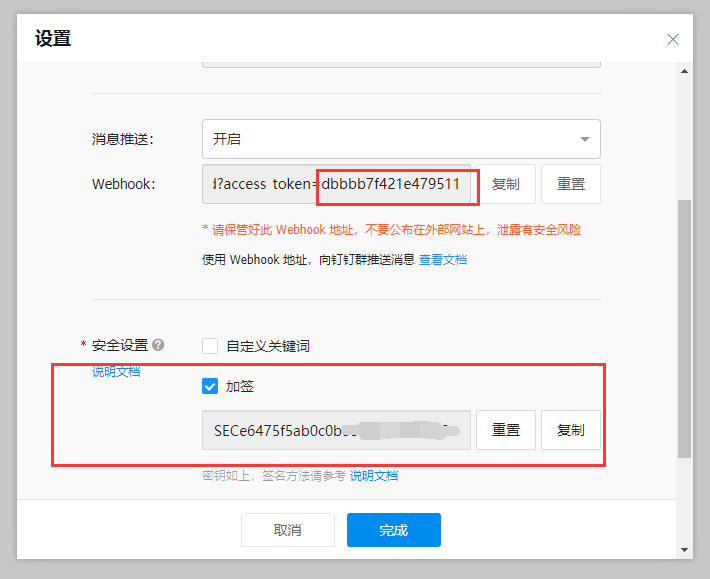 设置
消息推送:
开启
Webhook:
d?access_token=dbbbb7f421e479511
复制
重置
* 请保管好此 Webhook 地址，不要公布在外部网站上，泄露有安全风险
使用 Webhook 地址，向钉钉群推送消息 查看文档
* 安全设置
自定义关键词
说明文档
加签
SECe6475f5ab0c0b
重置
复制
密钥如上，签名方法请参考 说明文档
取消
完成